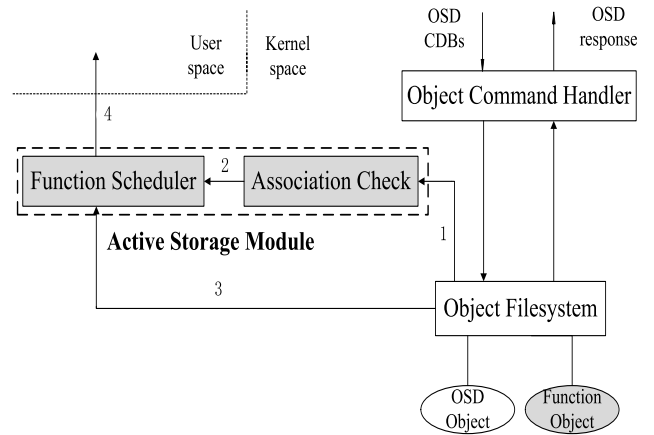 OSD
CDBs
OSD
response
User
space
Kernel
space
Object Command Handler
4
Function Scheduler
2
Association Check
1
Active Storage Module
3
Object Filesystem
OSD
Object
Function
Object